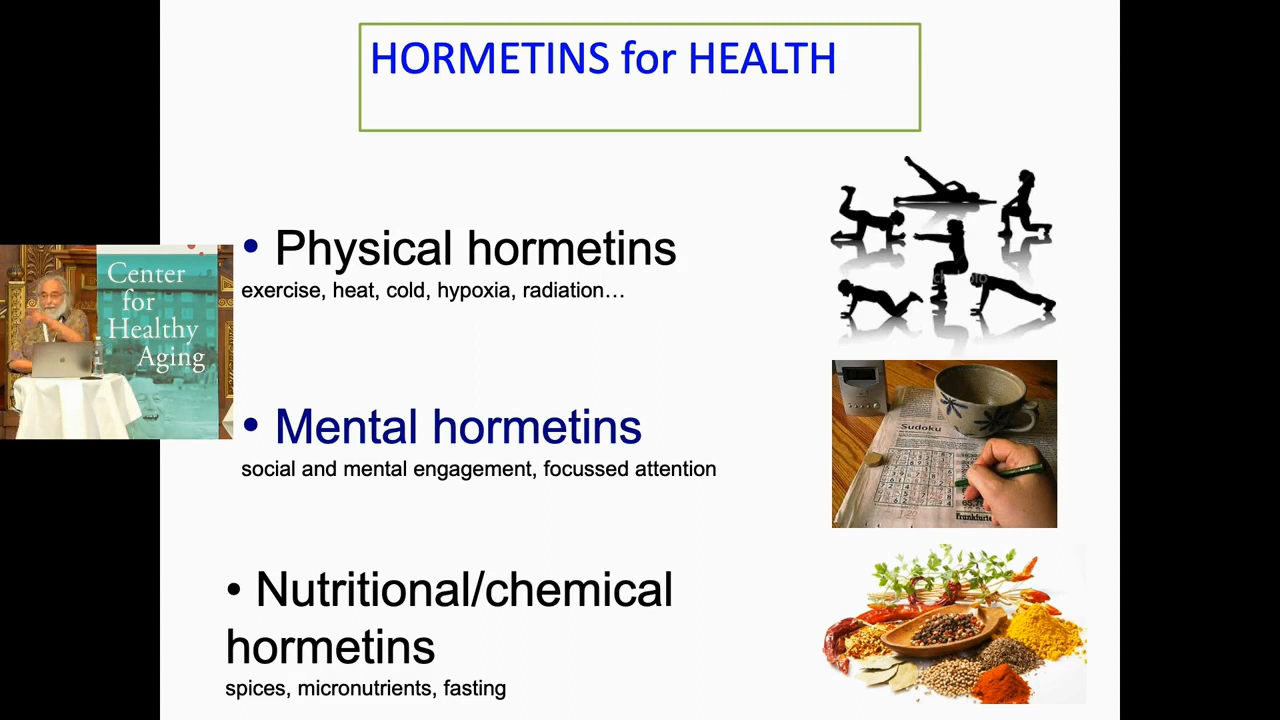 HORMETINS for HEALTH
• Physical hormetins
exercise, heat, cold, hypoxia, radiation…
Center
for
Healthy
Aging
• Mental hormetins
social and mental engagement, focussed attention
Sudoku
Frankfurte
• Nutritional/chemical
hormetins
spices, micronutrients, fasting